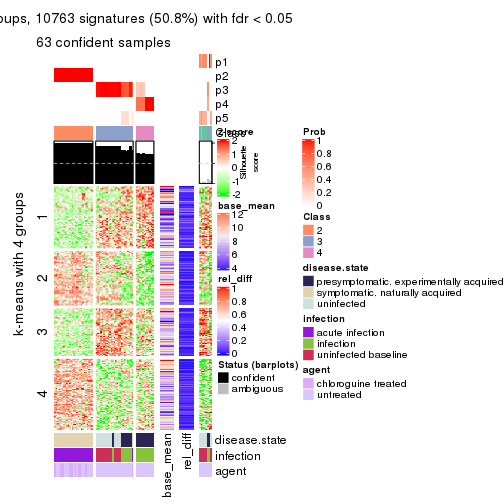 oups, 10763 signatures (50.8%) with fdr < 0.05
63 confident samples
p1
p2
p3
p4
p5
Class
Silhouette
score
k-means with 4 groups
1
2
3
4
base_mean
rel_diff
disease.state
infection
agent
Z-score
2
1
0
-1
-2
base_mean
12
10
8
6
4
rel_diff
1
0.8
0.6
0.4
0.2
0
Status (barplots)
confident
ambiguous
Prob
1
0.8
0.6
0.4
0.2
0
Class
2
3
4
disease.state
presymptomatic. experimentally acquired
symptomatic. naturally acquired
uninfected
infection
acute infection
infection
uninfected baseline
agent
chloroguine treated
untreated